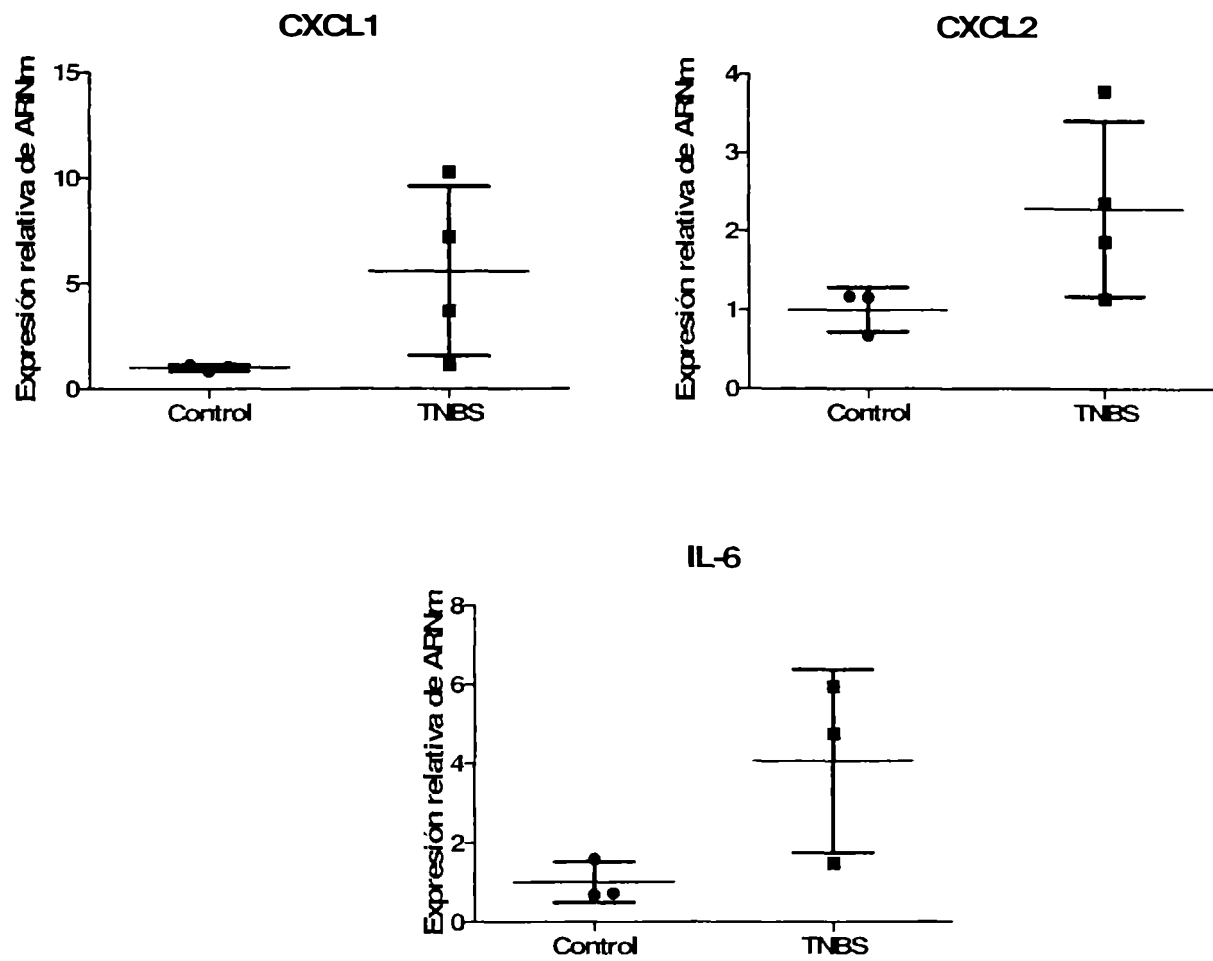 CXCL1
Expresión relativa de ARNm
15
10
5
0
Control
TNBS
CXCL2
Expresión relativa de ARNm
4
3
2
1
0
Control
TNBS
IL-6
Expresión relativa de ARNm
8
6
4
2
0
Control
TNBS